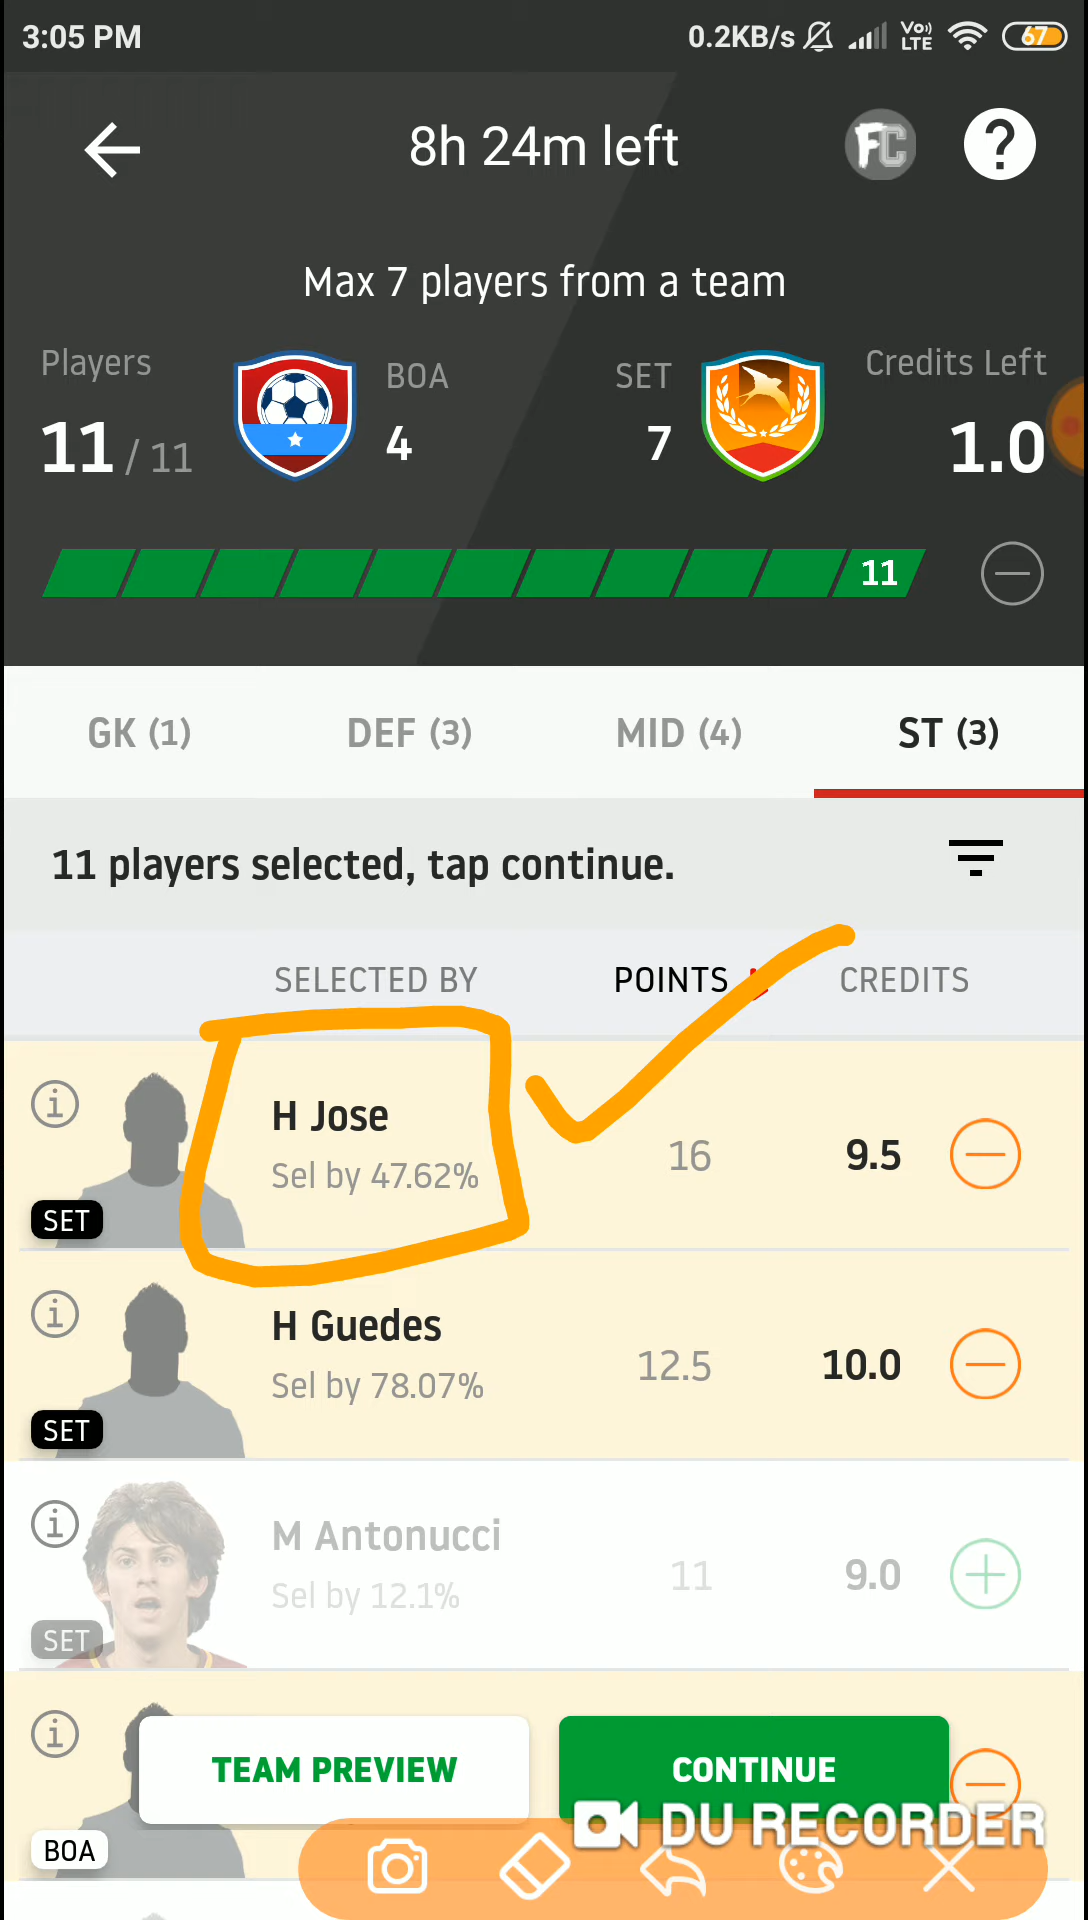 3:05 PM
0.2KB/s Vo)) LTE 67
8h 24m left FC ?
Max 7 players from a team
Players BOA SET Credits Left
11 / 11 4 7 1.0
11
GK (1) DEF (3) MID (4) ST (3)
11 players selected, tap continue.
SELECTED BY POINTS CREDITS
H Jose
Sel by 47.62% 16 9.5
SET
H Guedes
Sel by 78.07% 12.5 10.0
SET
M Antonucci
Sel by 12.1% 11 9.0
SET
TEAM PREVIEW CONTINUE
DU RECORDER
BOA